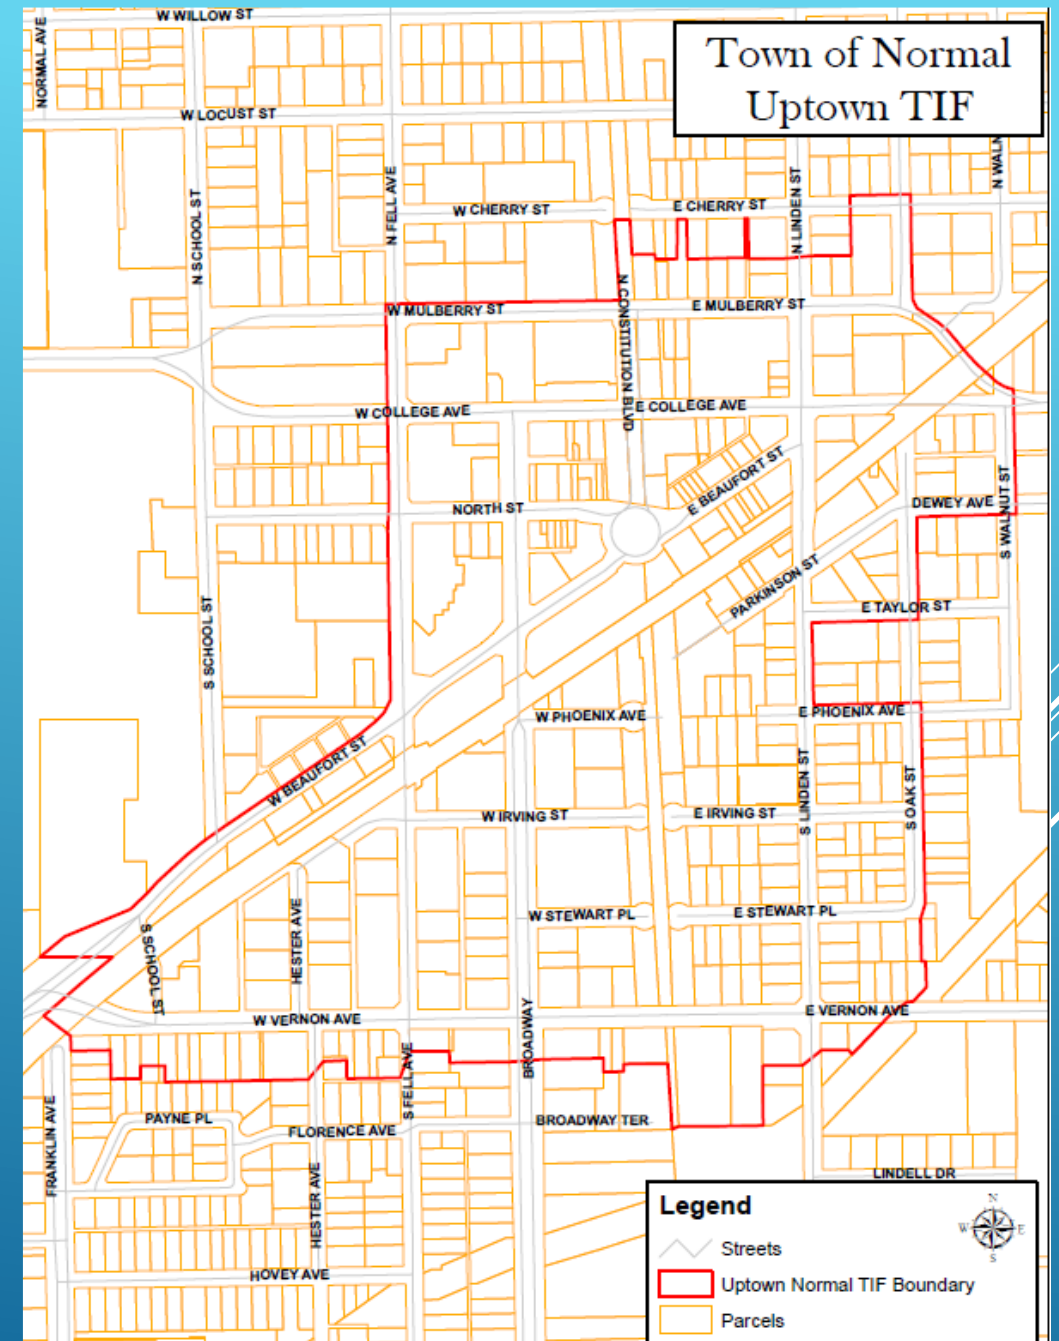 W WILLOW ST
NORMAL AVE
Town of Normal
Uptown TIF
W LOCUST ST
N SCHOOL ST
N FELL AVE
W CHERRY ST
E CHERRY ST
N LINDEN ST
N WALN
W MULBERRY ST
N CONSTITUTION BLVD
E MULBERRY ST
W COLLEGE AVE
E COLLEGE AVE
E BEAUFORT ST
NORTH ST
DEWEY AVE
S WALNUT ST
PARKINSON ST
E TAYLOR ST
S SCHOOL ST
W PHOENIX AVE
E PHOENIX AVE
W BEAUFORT ST
S LINDEN ST
S OAK ST
W IRVING ST
E IRVING ST
W STEWART PL
E STEWART PL
HESTER AVE
S SCHOOL ST
W VERNON AVE
BROADWAY
E VERNON AVE
S FELL AVE
FRANKLIN AVE
PAYNE PL
FLORENCE AVE
BROADWAY TER
HESTER AVE
LINDELL DR
HOVEY AVE
Legend
N
W
E
S
Streets
Uptown Normal TIF Boundary
Parcels